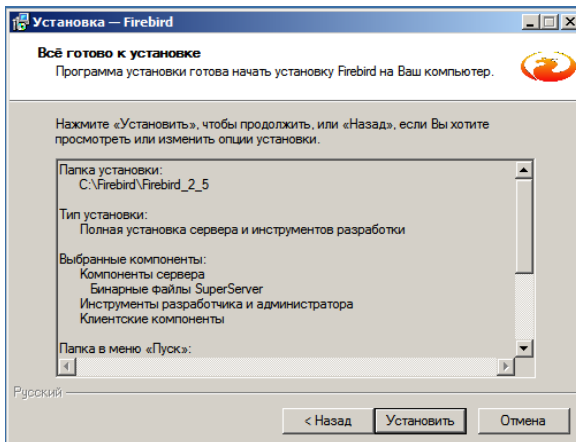 Установка — Firebird
Всё готово к установке
Программа установки готова начать установку Firebird на Ваш компьютер.
Нажмите «Установить», чтобы продолжить, или «Назад», если Вы хотите
просмотреть или изменить опции установки.
Папка установки:
C:\Firebird\Firebird_2_5
Тип установки:
Полная установка сервера и инструментов разработки
Выбранные компоненты:
Компоненты сервера
Бинарные файлы SuperServer
Инструменты разработчика и администратора
Клиентские компоненты
Папка в меню «Пуск»:
Русский
< Назад
Установить
Отмена